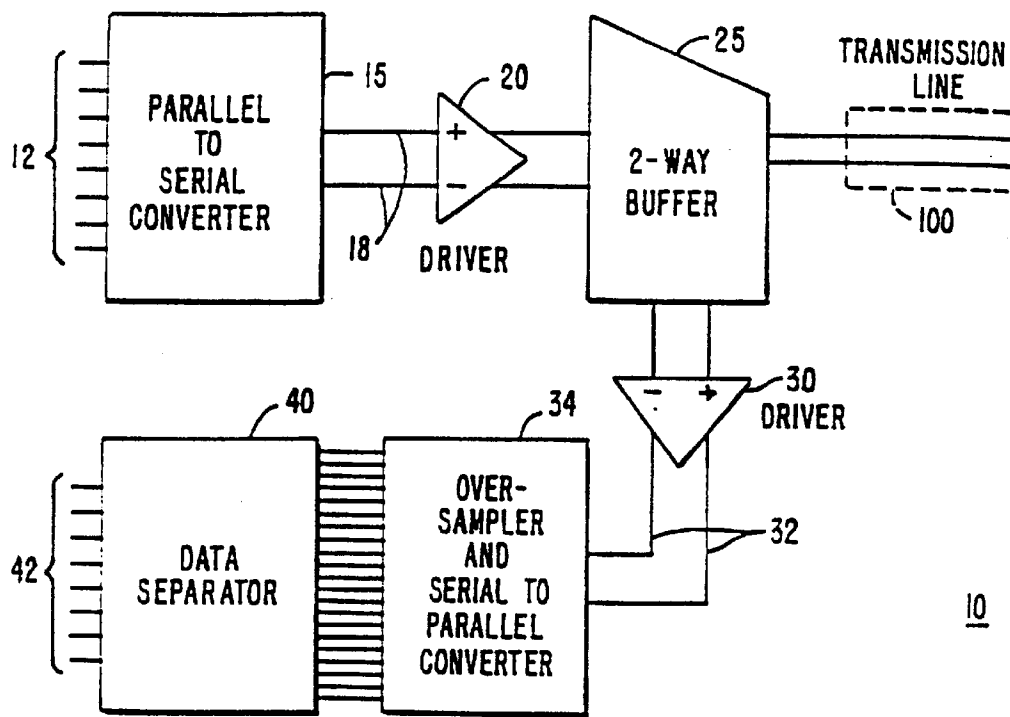 12
PARALLEL
TO
SERIAL
CONVERTER
15
18
+
−
20
DRIVER
25
2-WAY
BUFFER
TRANSMISSION
LINE
100
− +
30
DRIVER
32
34
OVER-
SAMPLER
AND
SERIAL TO
PARALLEL
CONVERTER
40
DATA
SEPARATOR
42
10